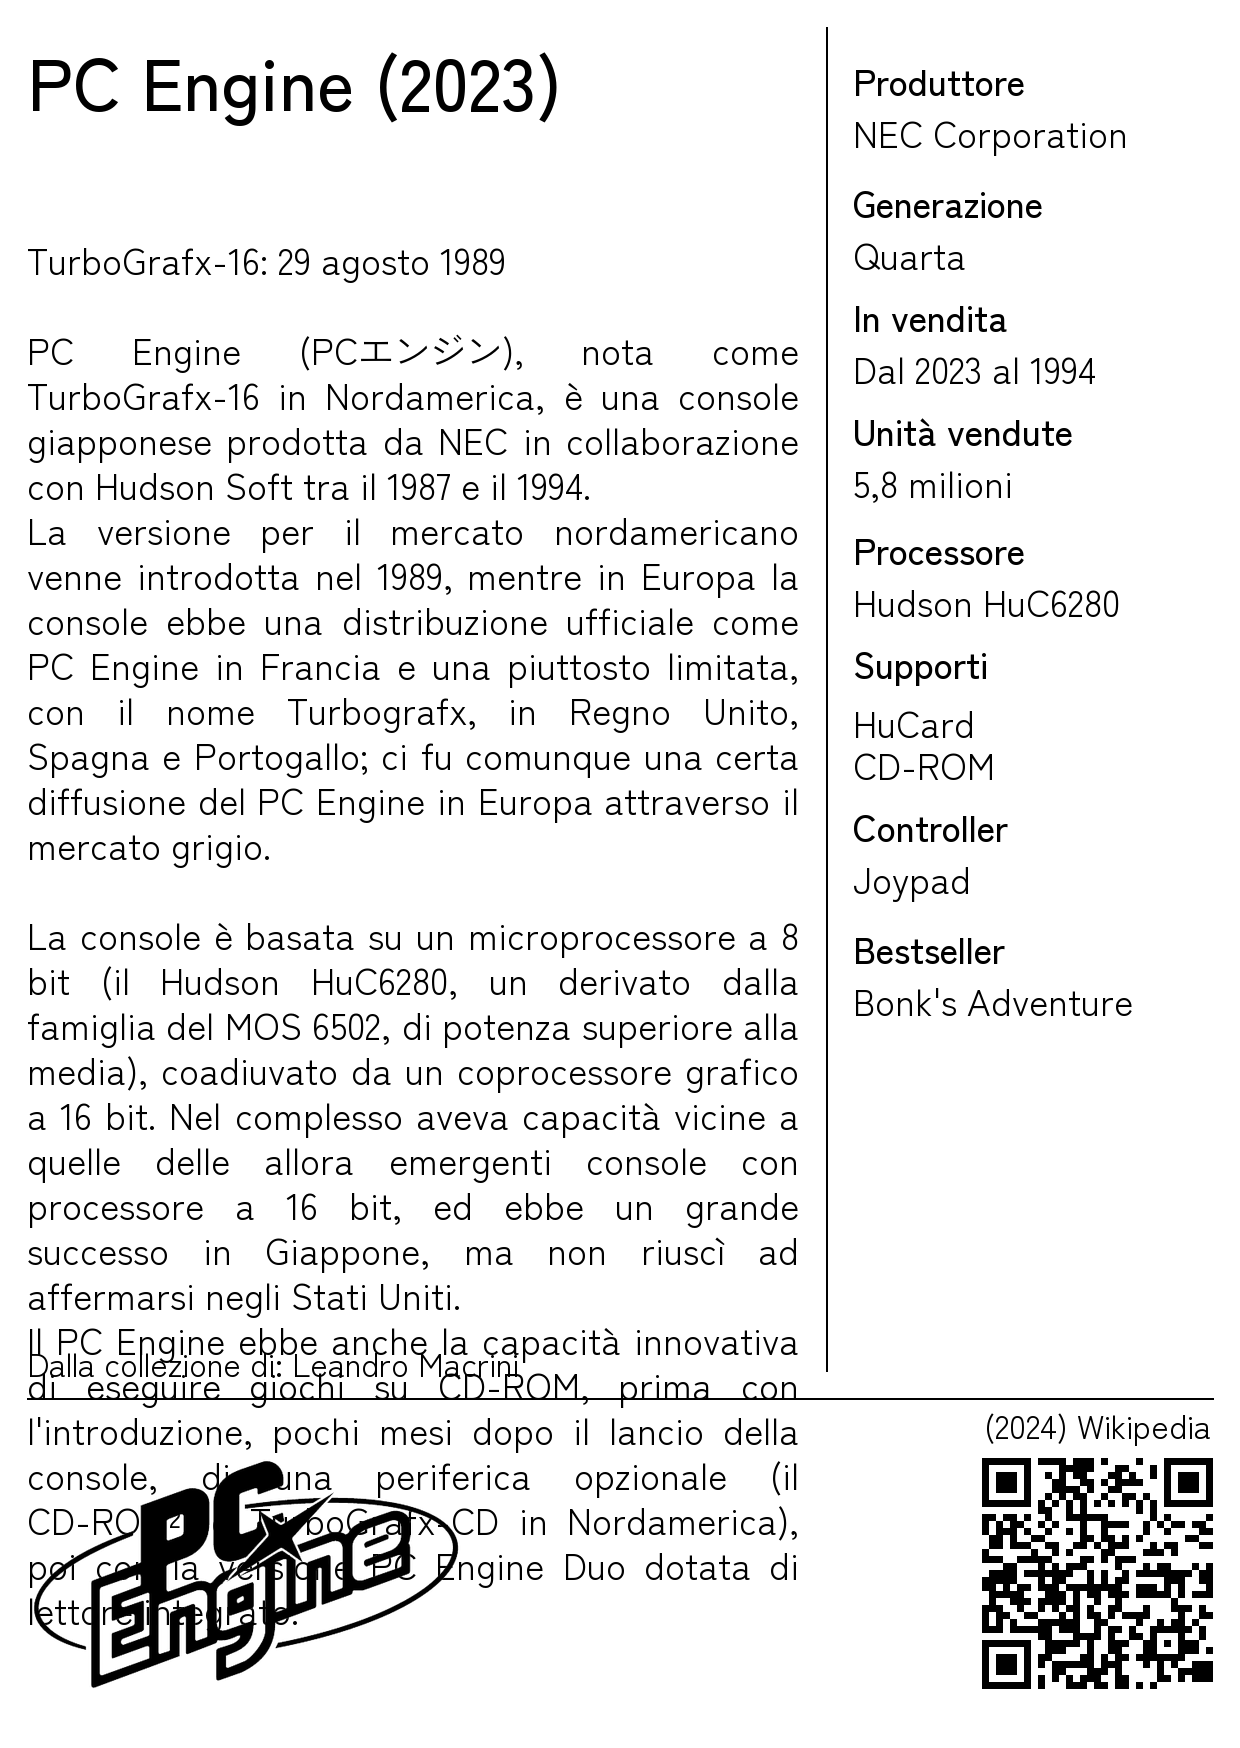 PC Engine (2023)
TurboGrafx-16: 29 agosto 1989
PC Engine (PCエンジン), nota come
TurboGrafx-16 in Nordamerica, è una console
giapponese prodotta da NEC in collaborazione
con Hudson Soft tra il 1987 e il 1994.
La versione per il mercato nordamericano
venne introdotta nel 1989, mentre in Europa la
console ebbe una distribuzione ufficiale come
PC Engine in Francia e una piuttosto limitata,
con il nome Turbografx, in Regno Unito,
Spagna e Portogallo; ci fu comunque una certa
diffusione del PC Engine in Europa attraverso il
mercato grigio.
La console è basata su un microprocessore a 8
bit (il Hudson HuC6280, un derivato dalla
famiglia del MOS 6502, di potenza superiore alla
media), coadiuvato da un coprocessore grafico
a 16 bit. Nel complesso aveva capacità vicine a
quelle delle allora emergenti console con
processore a 16 bit, ed ebbe un grande
successo in Giappone, ma non riuscì ad
affermarsi negli Stati Uniti.
Il PC Engine ebbe anche la capacità innovativa
di eseguire giochi su CD-ROM, prima con
l'introduzione, pochi mesi dopo il lancio della
console, di una periferica opzionale (il
CD-ROM² TurboGrafx-CD in Nordamerica),
poi con la versione PC Engine Duo dotata di
lettore integrato.
Dalla collezione di: Leandro Macrini
PC
Engine
Produttore
NEC Corporation
Generazione
Quarta
In vendita
Dal 2023 al 1994
Unità vendute
5,8 milioni
Processore
Hudson HuC6280
Supporti
HuCard
CD-ROM
Controller
Joypad
Bestseller
Bonk's Adventure
(2024) Wikipedia